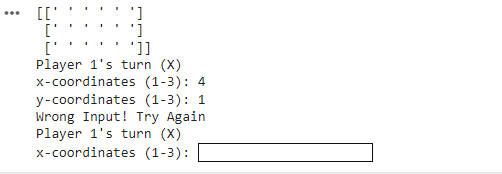 [[' ' ' ' ' ']
 [' ' ' ' ' ']
 [' ' ' ' ' ']]
Player 1's turn (X)
x-coordinates (1-3): 4
y-coordinates (1-3): 1
Wrong Input! Try Again
Player 1's turn (X)
x-coordinates (1-3):